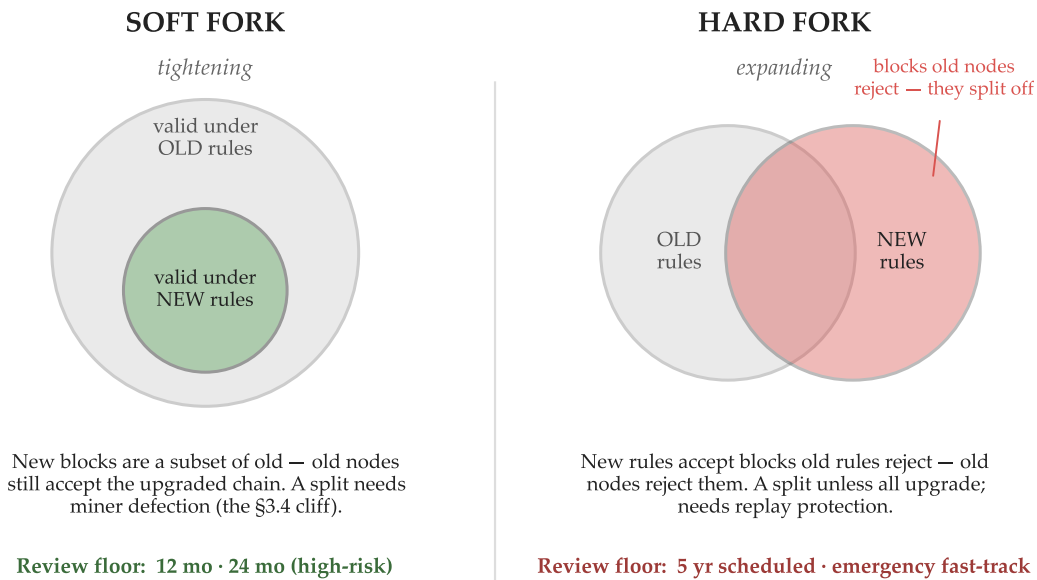 SOFT FORK
tightening
valid under
OLD rules
valid under
NEW rules
New blocks are a subset of old — old nodes
still accept the upgraded chain. A split needs
miner defection (the §3.4 cliff).
Review floor: 12 mo · 24 mo (high-risk)
HARD FORK
expanding
blocks old nodes
reject — they split off
OLD
rules
NEW
rules
New rules accept blocks old rules reject — old
nodes reject them. A split unless all upgrade;
needs replay protection.
Review floor: 5 yr scheduled · emergency fast-track